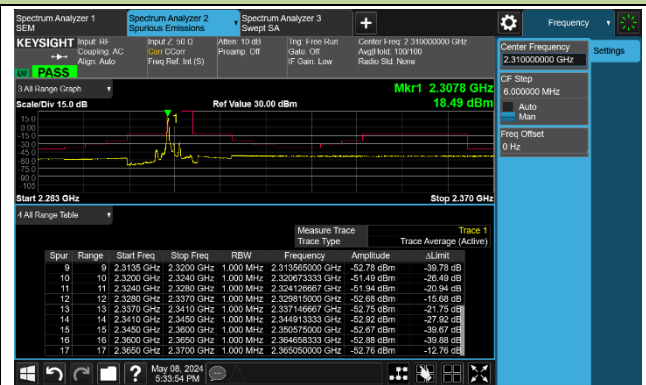 Spectrum Analyzer 1
SEM
Spectrum Analyzer 2
Spurious Emissions
Spectrum Analyzer 3
Swept SA
Frequency
KEYSIGHT
Input: RF
Coupling: AC
Align: Auto
Input Z: 50 Ω
Corr CCorr
Freq Ref: Int (S)
Atten: 10 dB
Preamp: Off
Trig: Free Run
Gate: Off
IF Gain: Low
Center Freq: 2.310000000 GHz
Avg|Hold: 100/100
Radio Std: None
PASS
Center Frequency
2.310000000 GHz
Settings
CF Step
6.000000 MHz
Auto
Man
Freq Offset
0 Hz
3 All Range Graph
Mkr1 2.3078 GHz
Scale/Div 15.0 dB
Ref Value 30.00 dBm
18.49 dBm
1
15.0
0.00
-15.0
-30.0
-45.0
-60.0
-75.0
-90.0
-105
Start 2.283 GHz
Stop 2.370 GHz
4 All Range Table
Measure Trace Trace 1
Trace Type Trace Average (Active)
Spur Range Start Freq Stop Freq RBW Frequency Amplitude ΔLimit
9 9 2.3135 GHz 2.3200 GHz 1.000 MHz 2.313565000 GHz -52.78 dBm -39.78 dB
10 10 2.3200 GHz 2.3240 GHz 1.000 MHz 2.320673333 GHz -51.49 dBm -26.49 dB
11 11 2.3240 GHz 2.3280 GHz 1.000 MHz 2.324126667 GHz -51.94 dBm -20.94 dB
12 12 2.3280 GHz 2.3370 GHz 1.000 MHz 2.329815000 GHz -52.68 dBm -15.68 dB
13 13 2.3370 GHz 2.3410 GHz 1.000 MHz 2.337146667 GHz -52.75 dBm -21.75 dB
14 14 2.3410 GHz 2.3450 GHz 1.000 MHz 2.344913333 GHz -52.92 dBm -27.92 dB
15 15 2.3450 GHz 2.3600 GHz 1.000 MHz 2.350575000 GHz -52.67 dBm -39.67 dB
16 16 2.3600 GHz 2.3650 GHz 1.000 MHz 2.364658333 GHz -52.88 dBm -39.88 dB
17 17 2.3650 GHz 2.3700 GHz 1.000 MHz 2.365050000 GHz -52.76 dBm -12.76 dB
May 08, 2024
5:33:54 PM